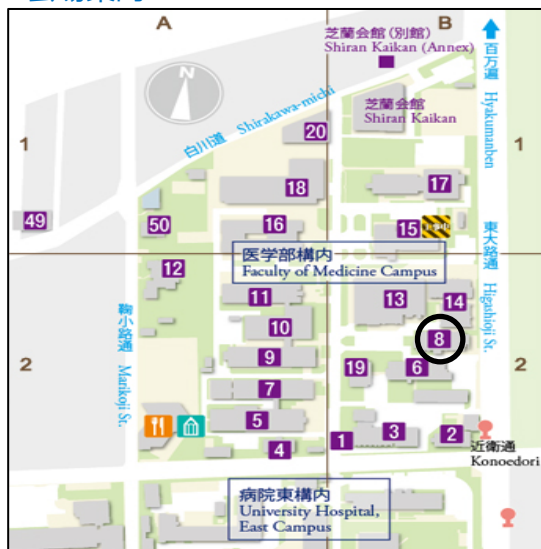 A
B
芝蘭会館(別館)
Shiran Kaikan (Annex)
百万遍 Hyakumanben
N
白川道 Shirakawa-michi
芝蘭会館
Shiran Kaikan
1
1
20
18
17
49
50
16
15
東大路通 Higashioji St.
医学部構内
Faculty of Medicine Campus
12
11
13
14
10
8
鞠小路通 Marikoji St.
2
2
9
19
6
7
5
4
1
3
2
近衛通
Konoedori
病院東構内
University Hospital,
East Campus